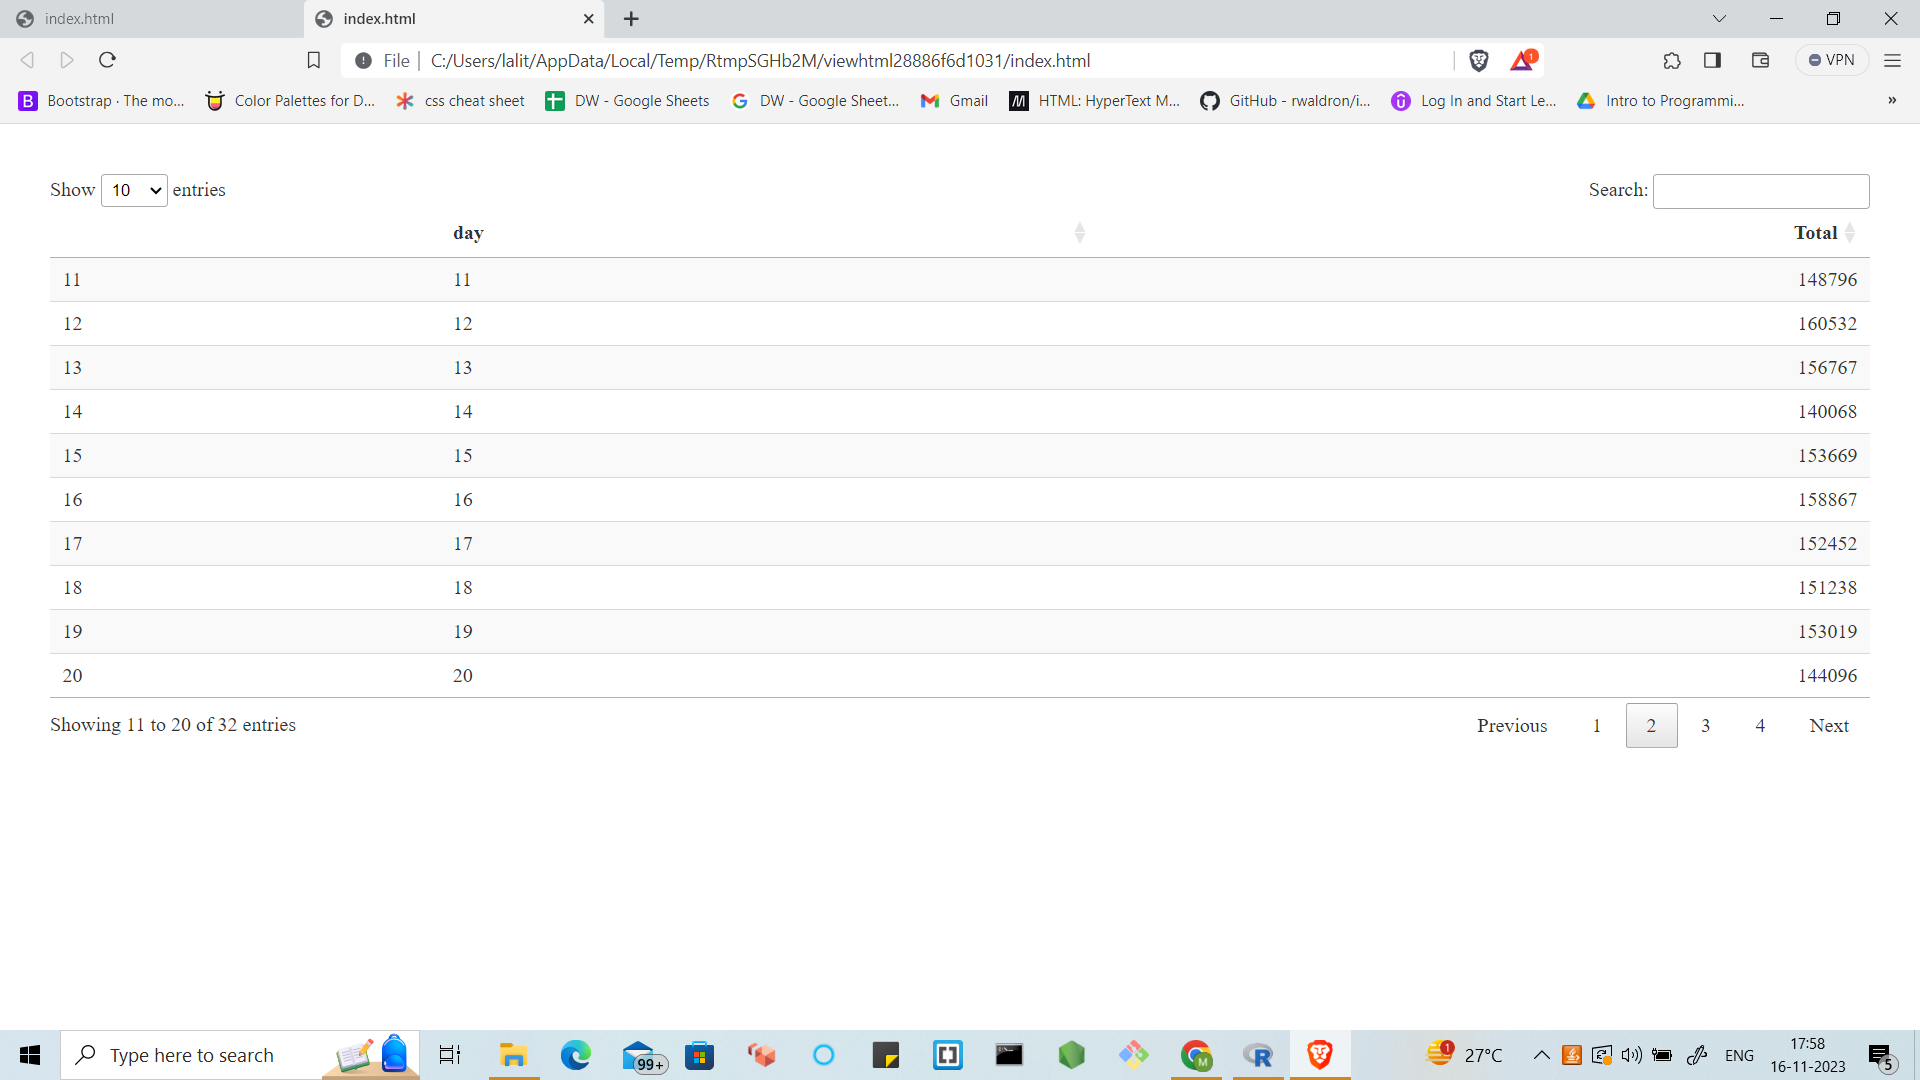 index.html
index.html
File
C:/Users/lalit/AppData/Local/Temp/RtmpSGHb2M/viewhtml28886f6d1031/index.html
1
VPN
B Bootstrap · The mo...
Color Palettes for D...
css cheat sheet
DW - Google Sheets
DW - Google Sheet...
Gmail
HTML: HyperText M...
GitHub - rwaldron/i...
Log In and Start Le...
Intro to Programmi...
»
Show 10 entries
Search:
day Total
11 11 148796
12 12 160532
13 13 156767
14 14 140068
15 15 153669
16 16 158867
17 17 152452
18 18 151238
19 19 153019
20 20 144096
Showing 11 to 20 of 32 entries
Previous 1 2 3 4 Next
Type here to search
99+
M
R
1
27°C
ENG
17:58
16-11-2023
5